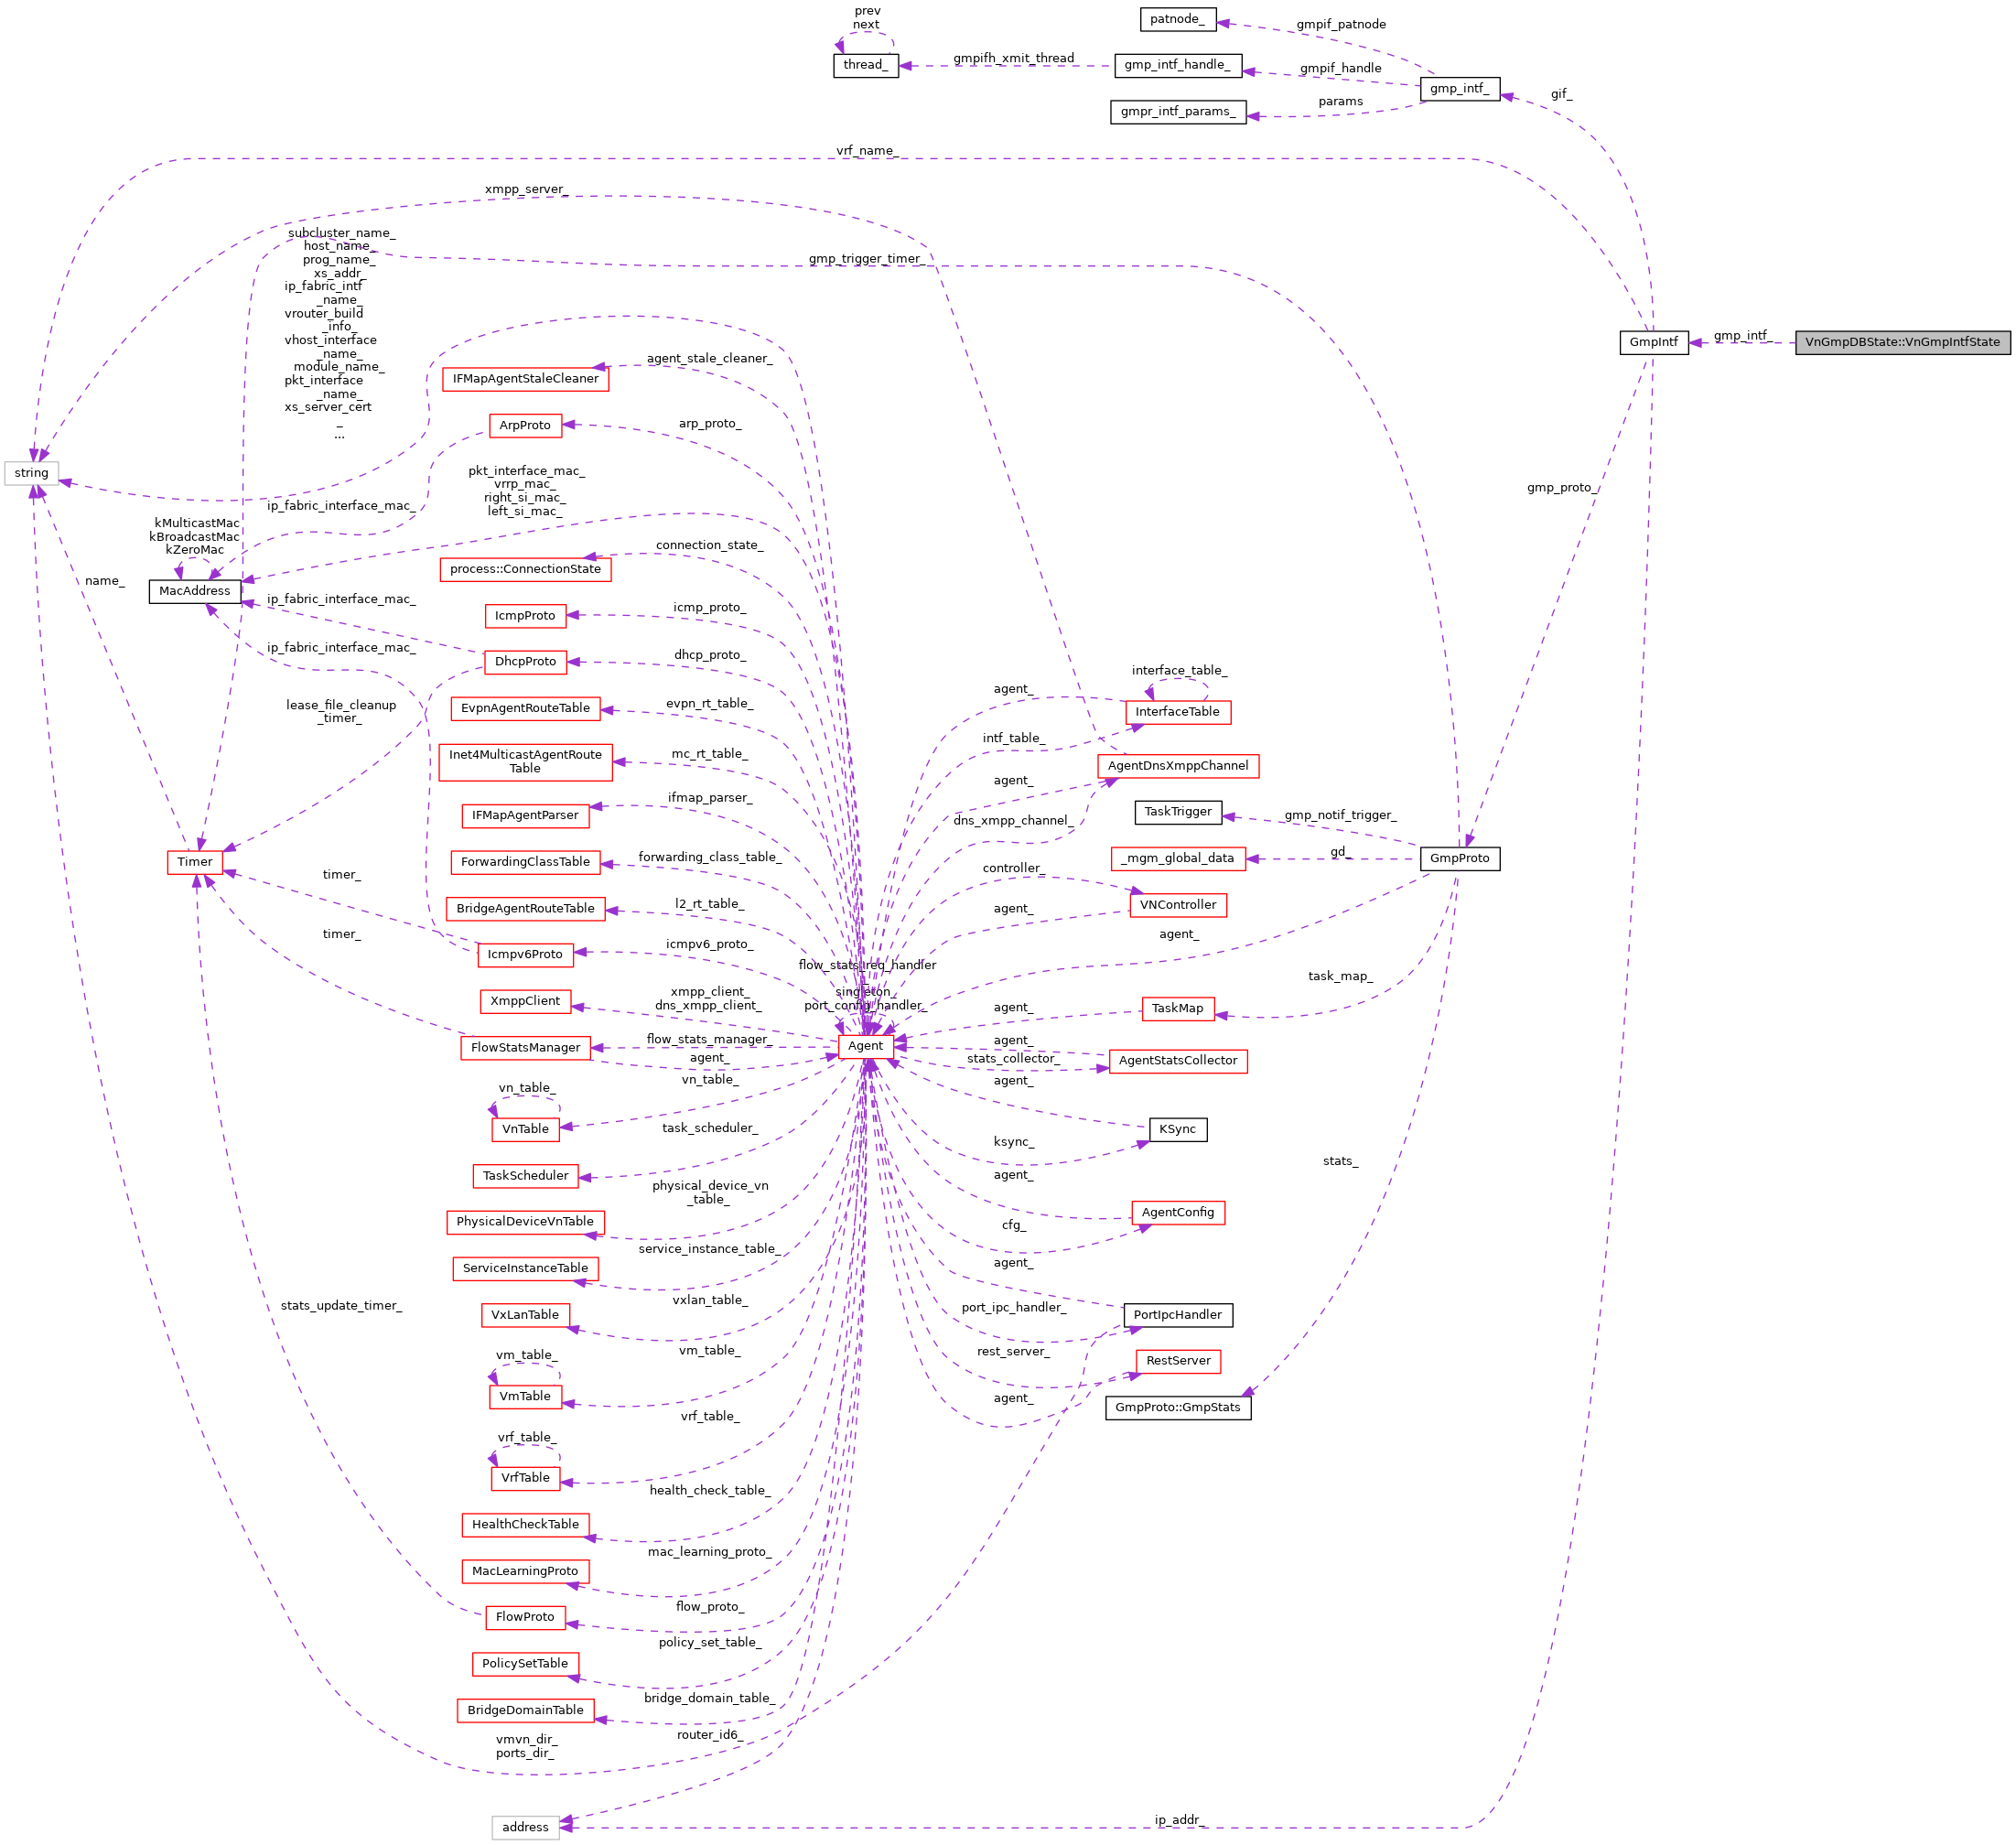 prev
next
thread_
gmpifh_xmit_thread
patnode_
gmp_intf_handle_
gmpr_intf_params_
gmpif_patnode
gmpif_handle
params
gmp_intf_
gif_
vrf_name_
xmpp_server_
subcluster_name_
host_name_
prog_name_
xs_addr_
ip_fabric_intf
_name_
vrouter_build
_info_
vhost_interface
_name_
module_name_
pkt_interface
_name_
xs_server_cert
_
...
gmp_trigger_timer_
GmpIntf
gmp_intf_
VnGmpDBState::VnGmpIntfState
agent_stale_cleaner_
IFMapAgentStaleCleaner
arp_proto_
ArpProto
string
pkt_interface_mac_
vrrp_mac_
right_si_mac_
left_si_mac_
gmp_proto_
ip_fabric_interface_mac_
kMulticastMac
kBroadcastMac
kZeroMac
connection_state_
process::ConnectionState
name_
MacAddress
ip_fabric_interface_mac_
icmp_proto_
IcmpProto
ip_fabric_interface_mac_
dhcp_proto_
DhcpProto
interface_table_
agent_
InterfaceTable
lease_file_cleanup
_timer_
evpn_rt_table_
EvpnAgentRouteTable
intf_table_
mc_rt_table_
Inet4MulticastAgentRoute
Table
AgentDnsXmppChannel
agent_
ifmap_parser_
IFMapAgentParser
dns_xmpp_channel_
TaskTrigger
gmp_notif_trigger_
Timer
forwarding_class_table_
ForwardingClassTable
_mgm_global_data
gd_
GmpProto
controller_
timer_
l2_rt_table_
BridgeAgentRouteTable
agent_
VNController
timer_
icmpv6_proto_
Icmpv6Proto
agent_
flow_stats_req_handler
_
singleton_
port_config_handler_
task_map_
xmpp_client_
dns_xmpp_client_
XmppClient
agent_
TaskMap
flow_stats_manager_
FlowStatsManager
agent_
Agent
agent_
stats_collector_
AgentStatsCollector
vn_table_
vn_table_
VnTable
agent_
KSync
task_scheduler_
TaskScheduler
ksync_
agent_
stats_
physical_device_vn
_table_
PhysicalDeviceVnTable
AgentConfig
cfg_
service_instance_table_
ServiceInstanceTable
agent_
stats_update_timer_
vxlan_table_
VxLanTable
port_ipc_handler_
PortIpcHandler
vm_table_
vm_table_
VmTable
rest_server_
RestServer
agent_
GmpProto::GmpStats
vrf_table_
vrf_table_
VrfTable
health_check_table_
HealthCheckTable
mac_learning_proto_
MacLearningProto
flow_proto_
FlowProto
policy_set_table_
PolicySetTable
bridge_domain_table_
BridgeDomainTable
vmvn_dir_
ports_dir_
router_id6_
address
ip_addr_